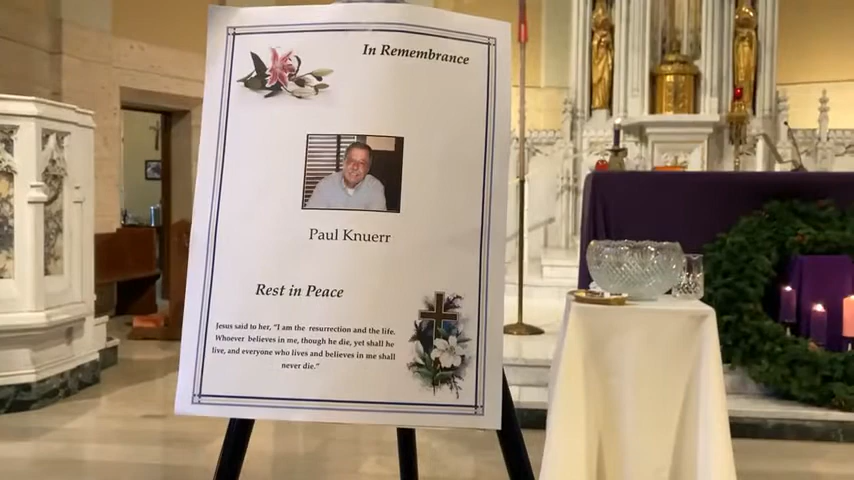 In Remembrance
Paul Knuerr
Rest in Peace
Jesus said to her, "I am the resurrection and the life.
Whoever believes in me, though he die, yet shall he
live, and everyone who lives and believes in me shall
never die."